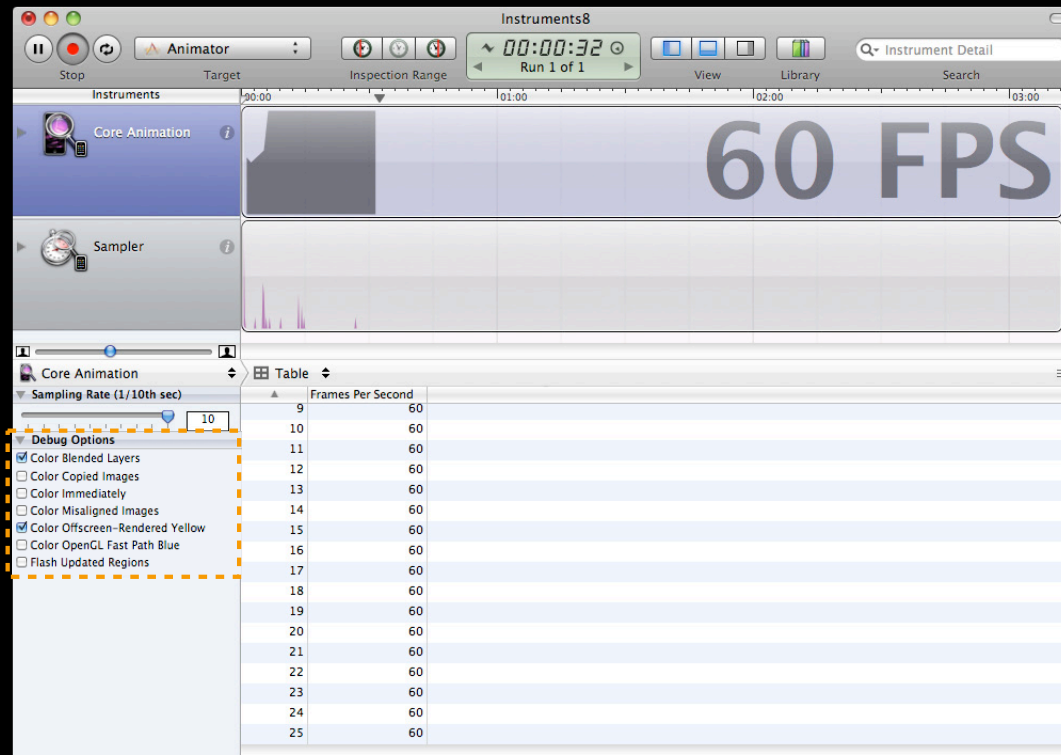 Instruments8
Animator
00:00:32
Run 1 of 1
Instrument Detail
Stop
Target
Inspection Range
View
Library
Search
Instruments
00:00
01:00
02:00
03:00
Core Animation
60 FPS
Sampler
Core Animation
Table
Sampling Rate (1/10th sec)
10
Debug Options
Color Blended Layers
Color Copied Images
Color Immediately
Color Misaligned Images
Color Offscreen-Rendered Yellow
Color OpenGL Fast Path Blue
Flash Updated Regions
Frames Per Second
9 60
10 60
11 60
12 60
13 60
14 60
15 60
16 60
17 60
18 60
19 60
20 60
21 60
22 60
23 60
24 60
25 60